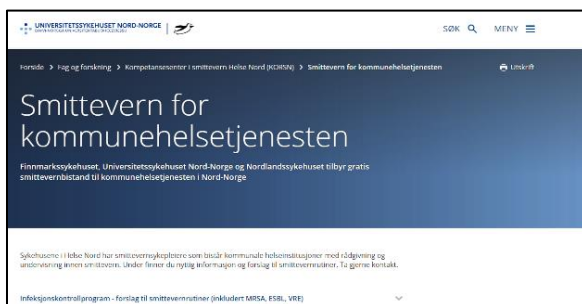 UNIVERSITETSSYKEHUSET NORD-NORGE
SØK
MENY
Forside > Fag og forskning > Kompetansesenter i smittevern Helse Nord (KORSN) > Smittevern for kommunehelsetjenesten
Utskrift
Smittevern for
kommunehelsetjenesten
Finnmarkssykehuset, Universitetssykehuset Nord-Norge og Nordlandssykehuset tilbyr gratis
smittevernbistand til kommunehelsetjenesten i Nord-Norge
Sykehusene i Helse Nord har smittevernsykepleiere som bistår kommunale helseinstitusjoner med rådgivning og
undervisning innen smittevern. Under finner du nyttig informasjon og forslag til smittevernrutiner. Ta gjerne kontakt.
Infeksjonskontrollprogram - forslag til smittevernrutiner (inkludert MRSA, ESBL, VRE)